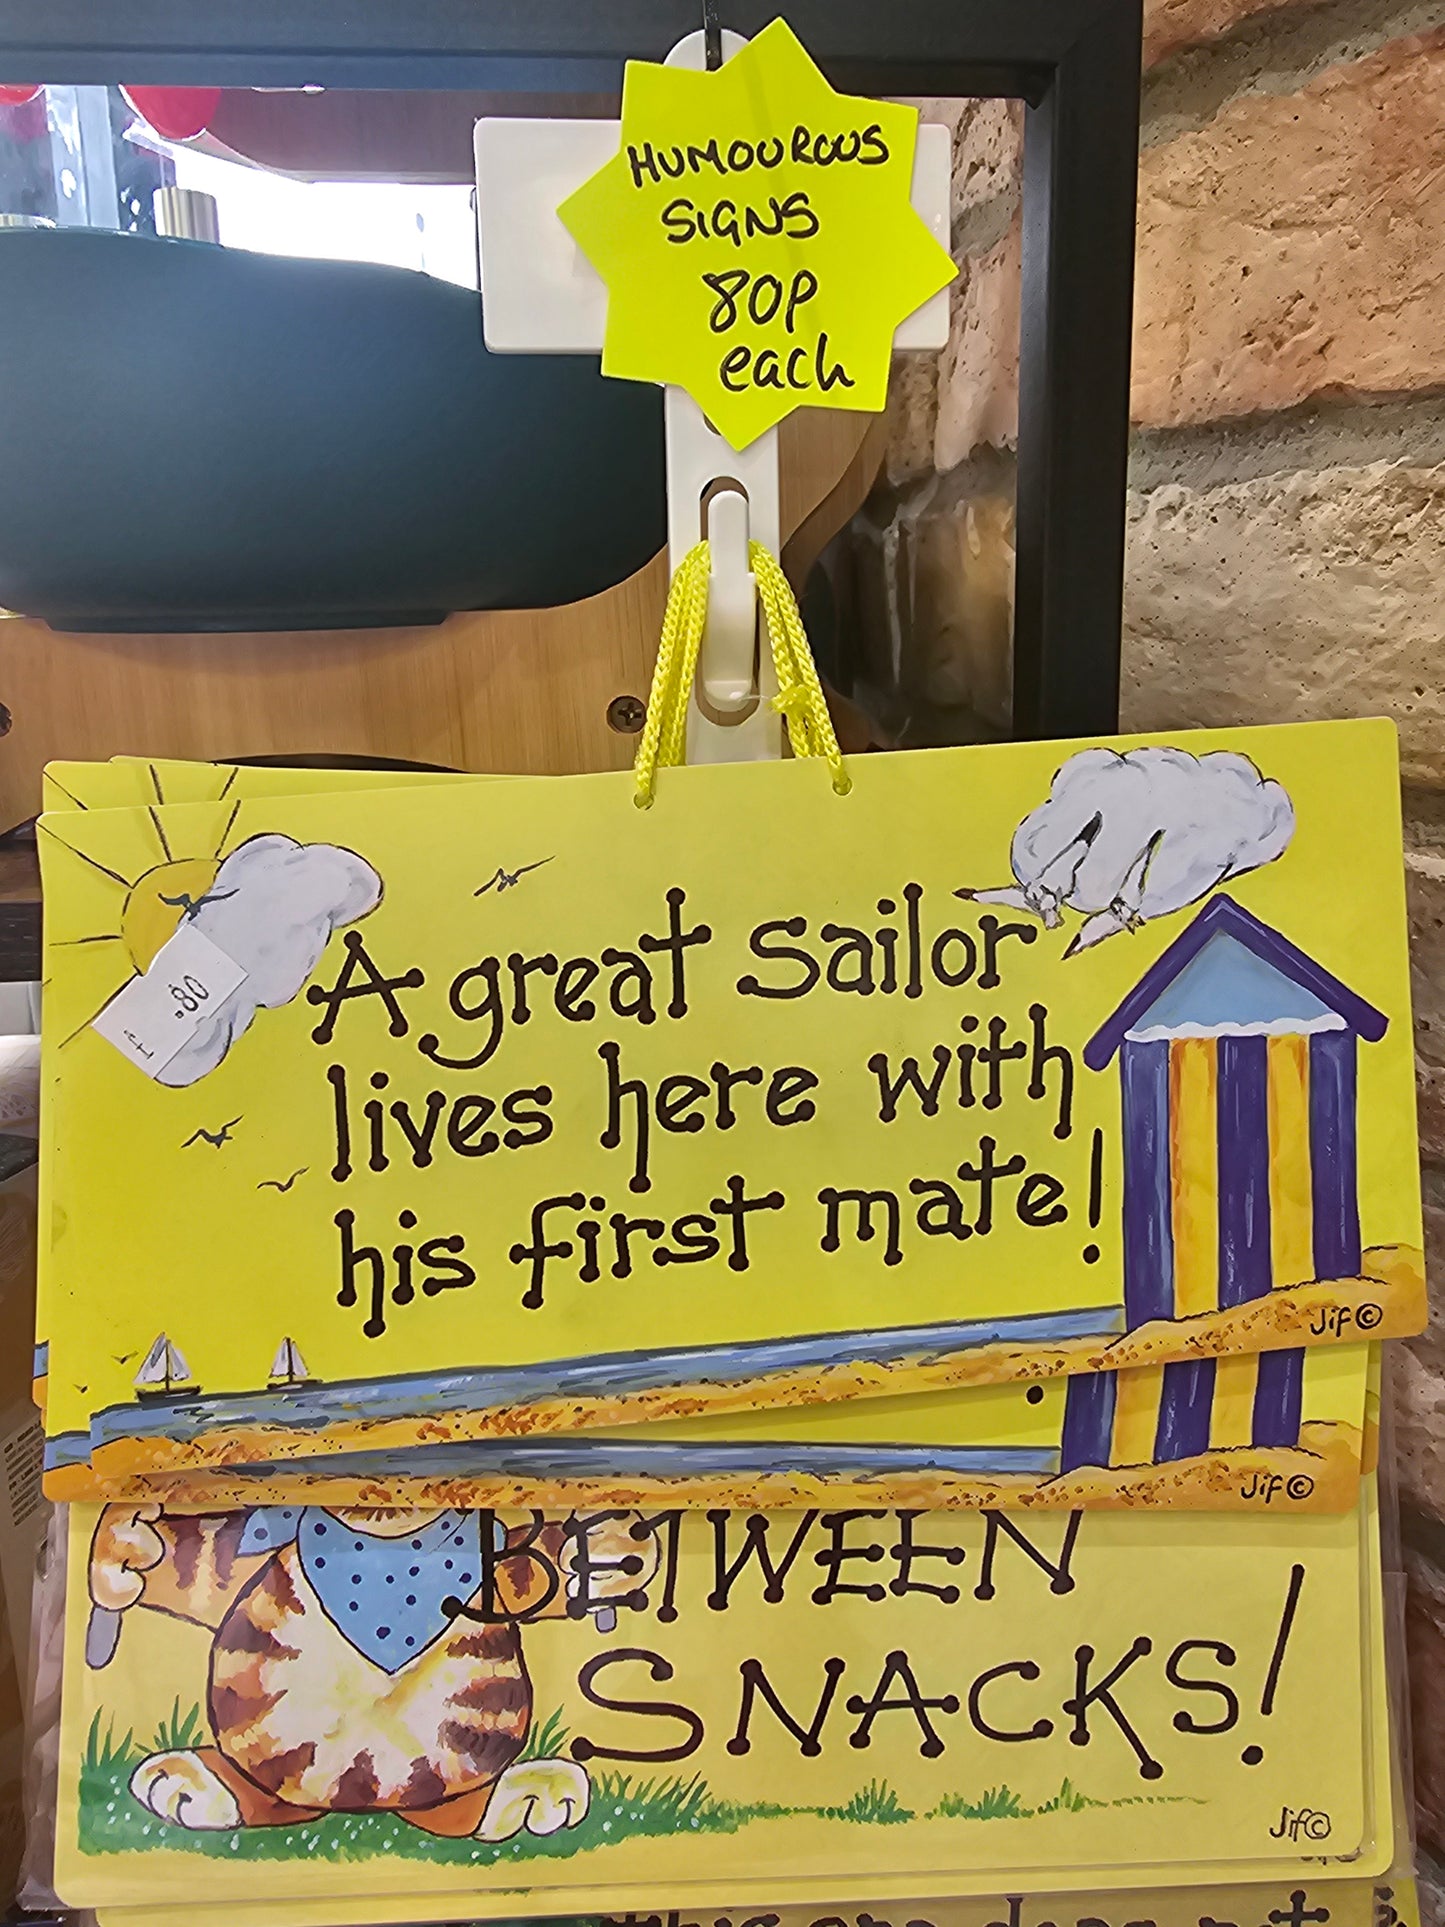 HUMOUROUS
SIGNS
80p
each
£ .80
A great sailor
lives here with
his first mate!
Jif ©
Jif ©
BETWEEN
SNACKS!
Jif ©